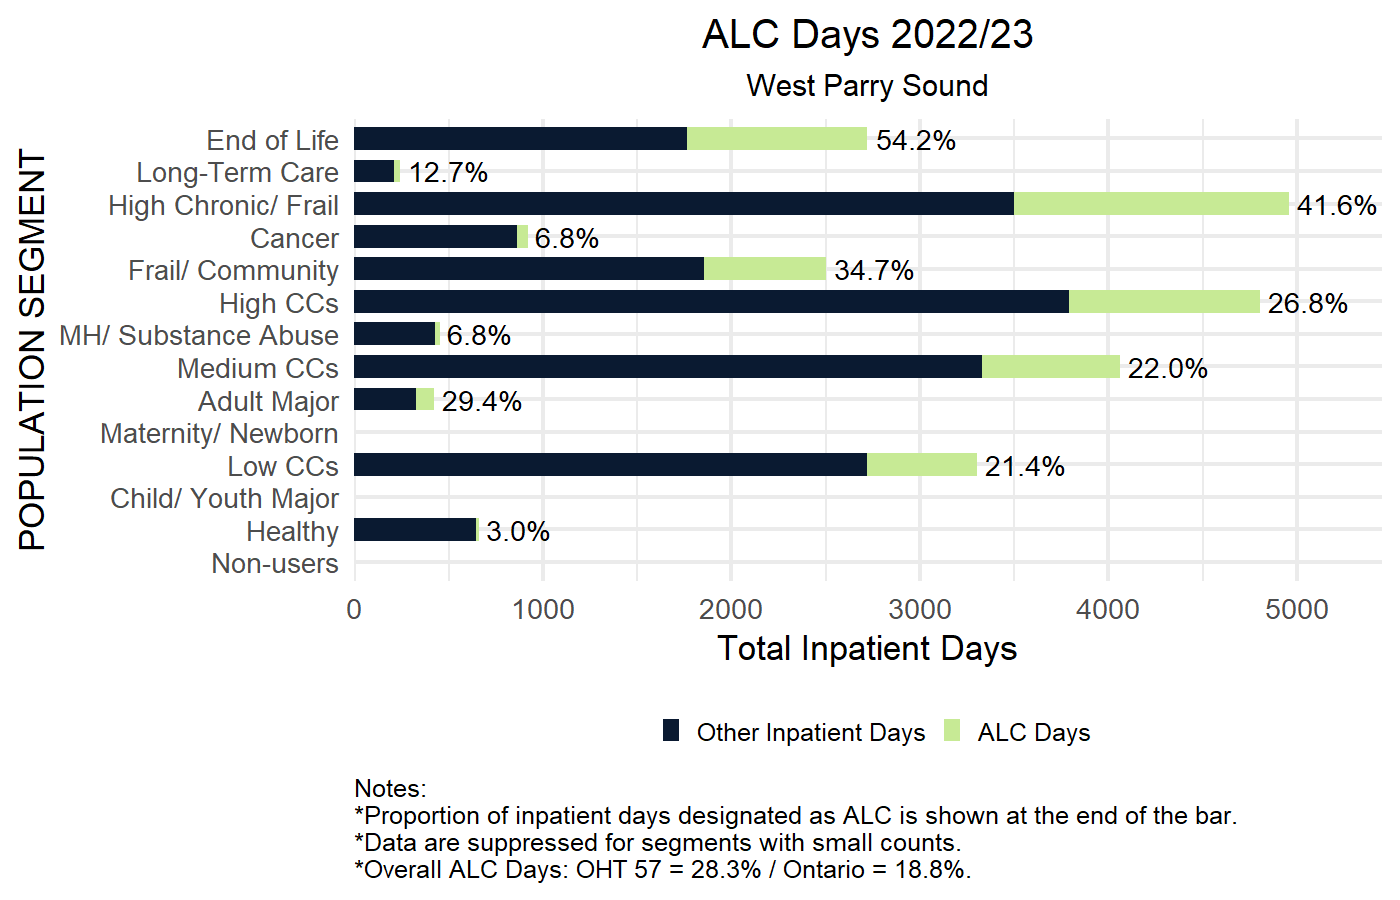 ALC Days 2022/23
West Parry Sound
POPULATION SEGMENT
End of Life 54.2%
Long-Term Care 12.7%
High Chronic/ Frail 41.6%
Cancer 6.8%
Frail/ Community 34.7%
High CCs 26.8%
MH/ Substance Abuse 6.8%
Medium CCs 22.0%
Adult Major 29.4%
Maternity/ Newborn
Low CCs 21.4%
Child/ Youth Major
Healthy 3.0%
Non-users
0 1000 2000 3000 4000 5000
Total Inpatient Days
Other Inpatient Days ALC Days
Notes:
*Proportion of inpatient days designated as ALC is shown at the end of the bar.
*Data are suppressed for segments with small counts.
*Overall ALC Days: OHT 57 = 28.3% / Ontario = 18.8%.